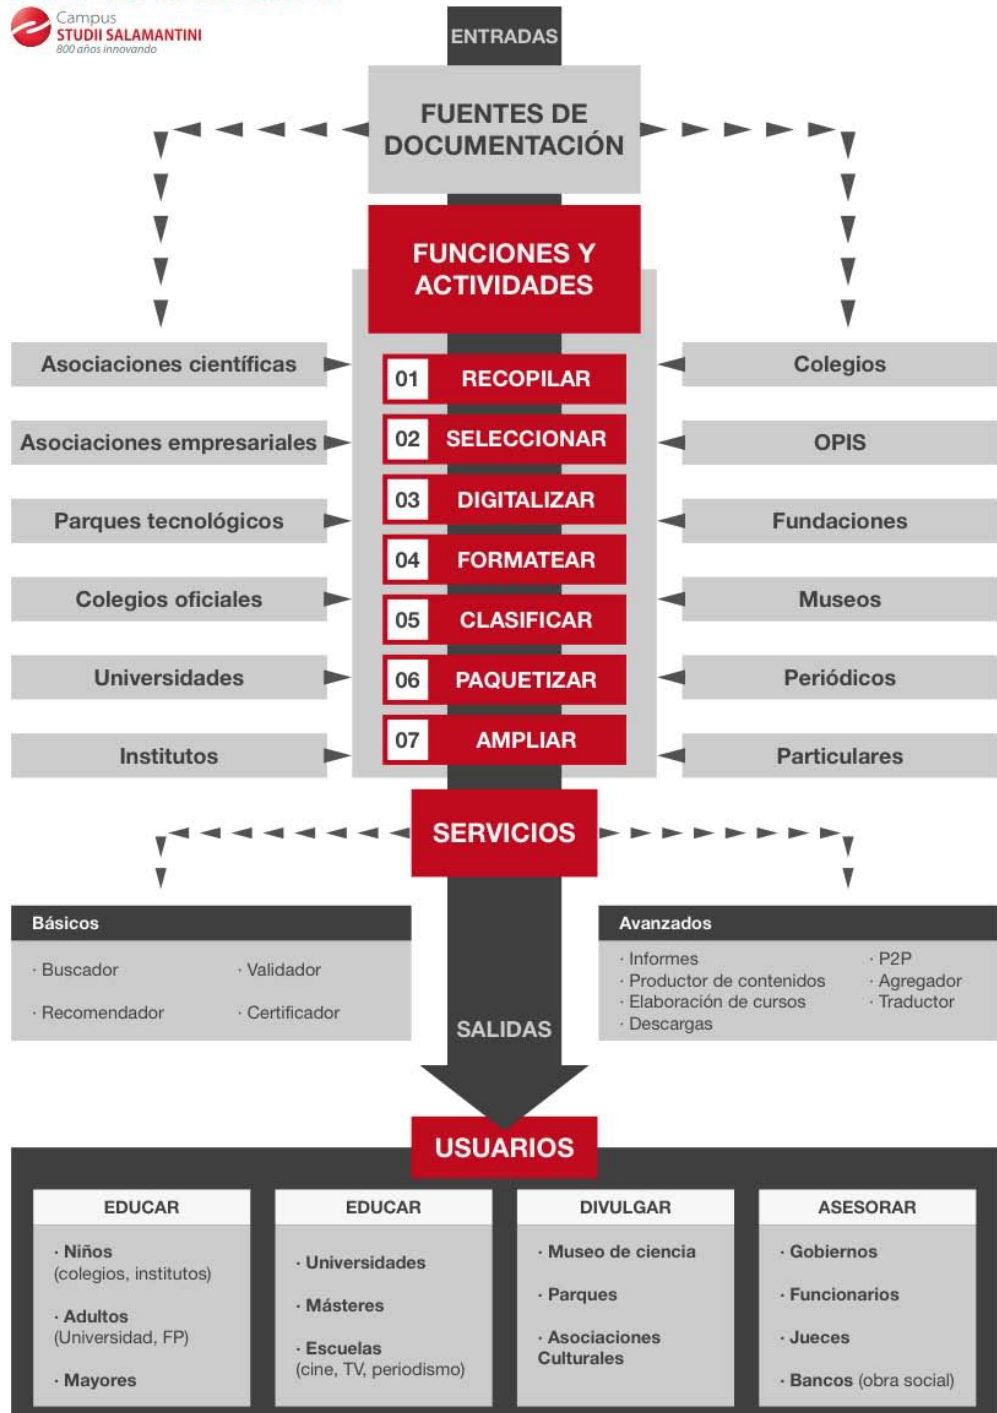 Campus
STUDII SALAMANTINI
800 años innovando
ENTRADAS
FUENTES DE
DOCUMENTACIÓN
FUNCIONES Y
ACTIVIDADES
Asociaciones científicas
Asociaciones empresariales
Parques tecnológicos
Colegios oficiales
Universidades
Institutos
01 RECOPILAR
02 SELECCIONAR
03 DIGITALIZAR
04 FORMATEAR
05 CLASIFICAR
06 PAQUETIZAR
07 AMPLIAR
Colegios
OPIS
Fundaciones
Museos
Periódicos
Particulares
SERVICIOS
Básicos
· Buscador
· Validador
· Recomendador
· Certificador
Avanzados
· Informes
· Productor de contenidos
· Elaboración de cursos
· Descargas
· P2P
· Agregador
· Traductor
SALIDAS
USUARIOS
EDUCAR
· Niños
(colegios, institutos)
· Adultos
(Universidad, FP)
· Mayores
EDUCAR
· Universidades
· Másteres
· Escuelas
(cine, TV, periodismo)
DIVULGAR
· Museo de ciencia
· Parques
· Asociaciones
Culturales
ASESORAR
· Gobiernos
· Funcionarios
· Jueces
· Bancos (obra social)